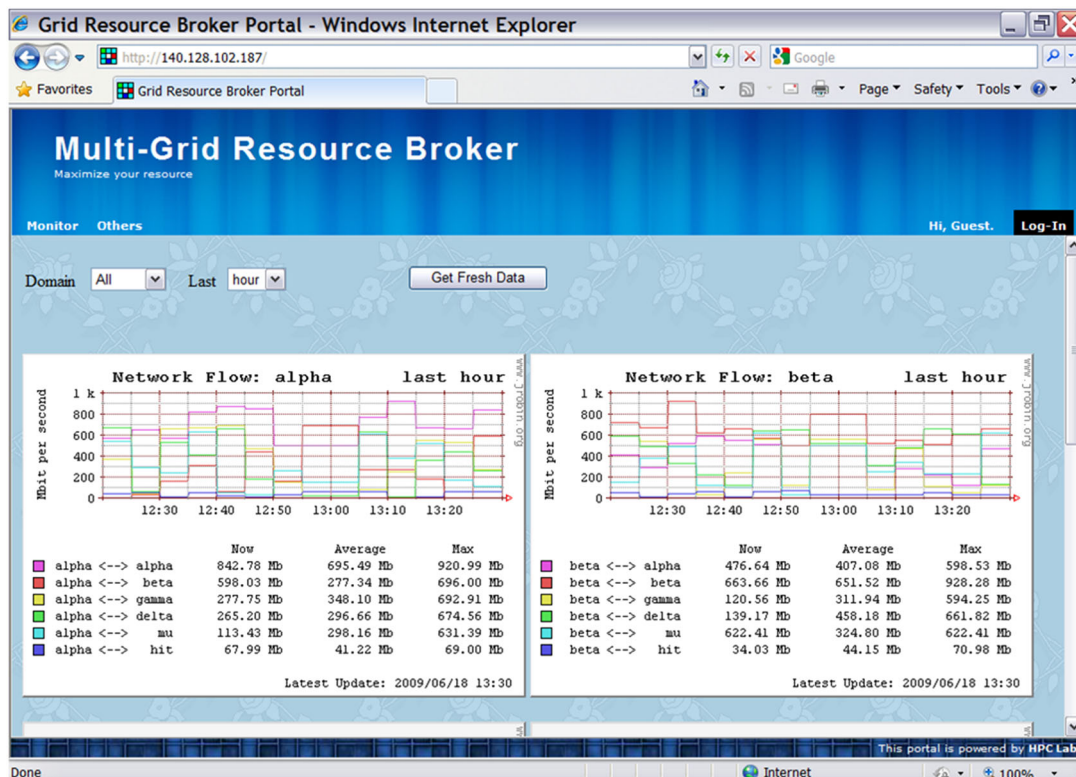 Grid Resource Broker Portal - Windows Internet Explorer
http://140.128.102.187/
Google
Favorites
Grid Resource Broker Portal
Page Safety Tools
Multi-Grid Resource Broker
Maximize your resource
Monitor Others Hi, Guest. Log-In
Domain All Last hour Get Fresh Data
Network Flow: alpha last hour
www.jrobin.org
Mbit per second
1 k
800
600
400
200
0
12:30 12:40 12:50 13:00 13:10 13:20
Now Average Max
alpha <--> alpha 842.78 Mb 695.49 Mb 920.99 Mb
alpha <--> beta 598.03 Mb 277.34 Mb 696.00 Mb
alpha <--> gamma 277.75 Mb 348.10 Mb 692.91 Mb
alpha <--> delta 265.20 Mb 296.66 Mb 674.56 Mb
alpha <--> mu 113.43 Mb 298.16 Mb 631.39 Mb
alpha <--> hit 67.99 Mb 41.22 Mb 69.00 Mb
Latest Update: 2009/06/18 13:30
Network Flow: beta last hour
www.jrobin.org
Mbit per second
1 k
800
600
400
200
0
12:30 12:40 12:50 13:00 13:10 13:20
Now Average Max
beta <--> alpha 476.64 Mb 407.08 Mb 598.53 Mb
beta <--> beta 663.66 Mb 651.52 Mb 928.28 Mb
beta <--> gamma 120.56 Mb 311.94 Mb 594.25 Mb
beta <--> delta 139.17 Mb 458.18 Mb 661.82 Mb
beta <--> mu 622.41 Mb 324.80 Mb 622.41 Mb
beta <--> hit 34.03 Mb 44.15 Mb 70.98 Mb
Latest Update: 2009/06/18 13:30
This portal is powered by HPC Lab
Done Internet 100%